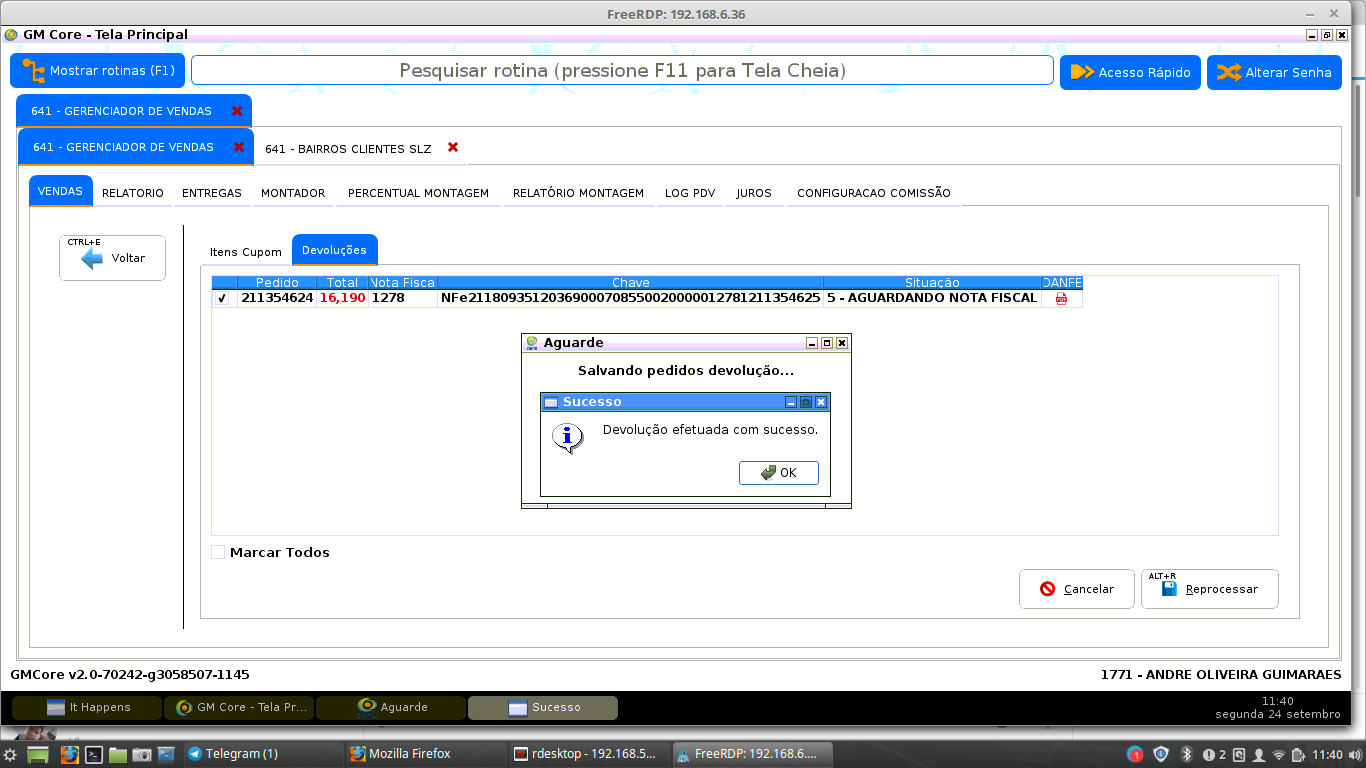 FreeRDP: 192.168.6.36
GM Core - Tela Principal
Mostrar rotinas (F1)
Pesquisar rotina (pressione F11 para Tela Cheia)
Acesso Rápido
Alterar Senha
641 - GERENCIADOR DE VENDAS
641 - GERENCIADOR DE VENDAS
641 - BAIRROS CLIENTES SLZ
VENDAS
RELATORIO
ENTREGAS
MONTADOR
PERCENTUAL MONTAGEM
RELATÓRIO MONTAGEM
LOG PDV
JUROS
CONFIGURACAO COMISSÃO
CTRL+E
Voltar
Itens Cupom
Devoluções
Pedido Total Nota Fisca Chave Situação DANFE
211354624 16,190 1278 NFe21180935120369000708550020000012781211354625 5 - AGUARDANDO NOTA FISCAL
Aguarde
Salvando pedidos devolução...
Sucesso
Devolução efetuada com sucesso.
OK
Marcar Todos
Cancelar
ALT+R
Reprocessar
GMCore v2.0-70242-g3058507-1145
1771 - ANDRE OLIVEIRA GUIMARAES
It Happens
GM Core - Tela Pr...
Aguarde
Sucesso
11:40
segunda 24 setembro
Telegram (1)
Mozilla Firefox
rdesktop - 192.168.5...
FreeRDP: 192.168.6....
1
2
11:40